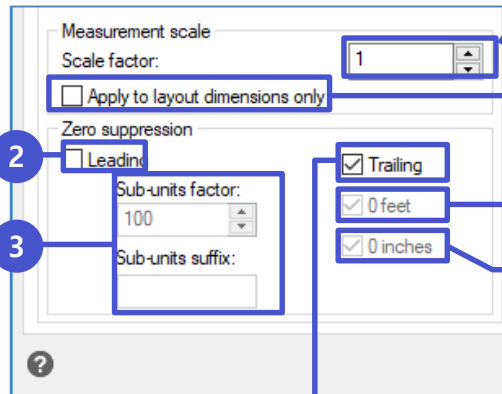 Measurement scale
Scale factor: 1
Apply to layout dimensions only
Zero suppression
2 Leading Trailing
Sub-units factor:
100 0 feet
3 0 inches
Sub-units suffix:
?